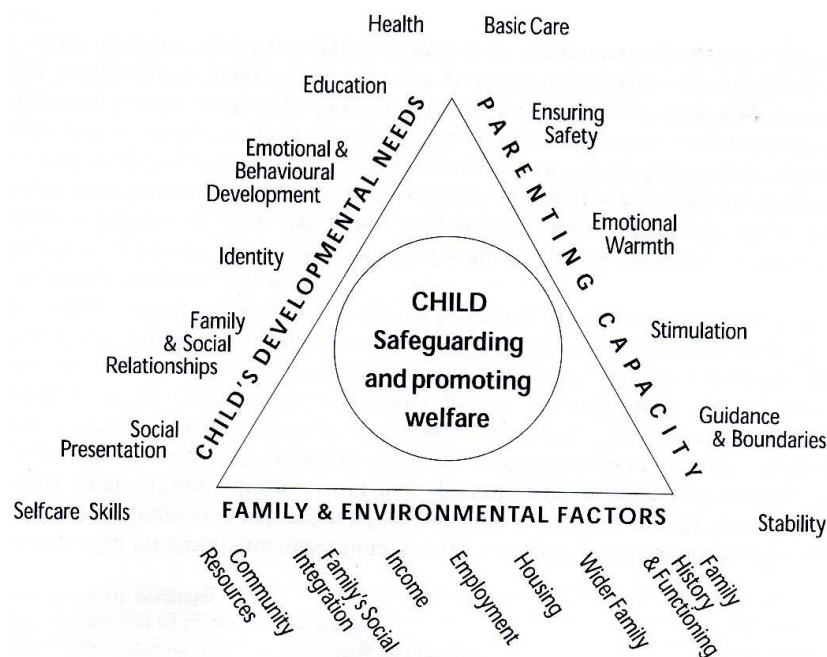 Health
Education
Emotional &
Behavioural
Development
Identity
Family
& Social
Relationships
Social
Presentation
Selfcare Skills
CHILD'S DEVELOPMENTAL NEEDS
Basic Care
Ensuring
Safety
Emotional
Warmth
Stimulation
Guidance
& Boundaries
Stability
PARENTING CAPACITY
CHILD
Safeguarding
and promoting
welfare
FAMILY & ENVIRONMENTAL FACTORS
Community
Resources
Family's Social
Integration
Income
Employment
Housing
Wider Family
Family
History
& Functioning